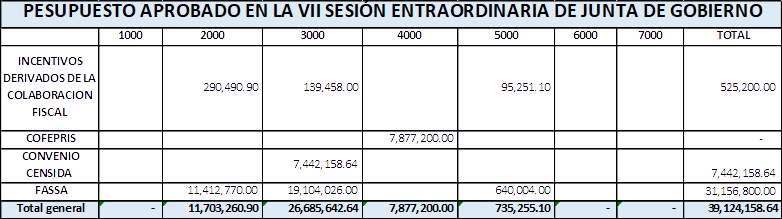 PESUPUESTO APROBADO EN LA VII SESIÓN ENTRAORDINARIA DE JUNTA DE GOBIERNO
1000 2000 3000 4000 5000 6000 7000 TOTAL
INCENTIVOS
DERIVADOS DE LA
COLABORACION
FISCAL 290,490.90 139,458.00 95,251.10 525,200.00
COFEPRIS 7,877,200.00 -
CONVENIO
CENSIDA 7,442,158.64 7,442,158.64
FASSA 11,412,770.00 19,104,026.00 640,004.00 31,156,800.00
Total general - 11,703,260.90 26,685,642.64 7,877,200.00 735,255.10 - - 39,124,158.64